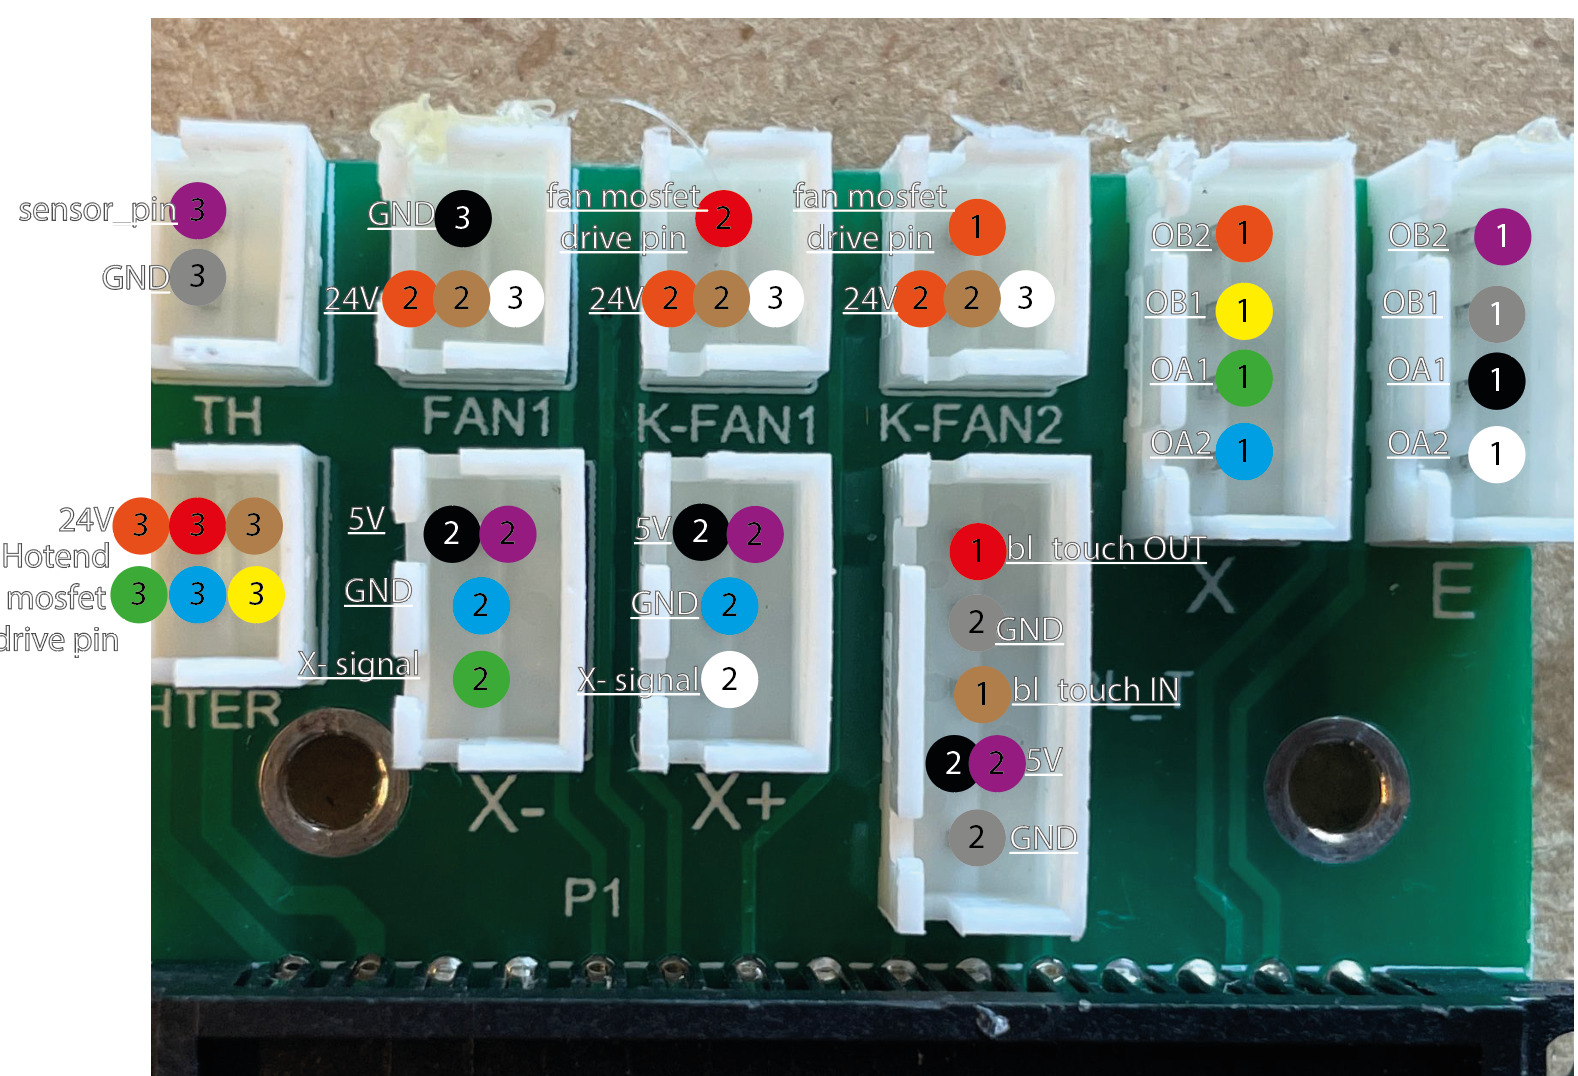 sensor_pin 3
GND 3
TH
GND 3
24V 2 2 3
FAN1
fan mosfet
drive pin 2
24V 2 2 3
K-FAN1
fan mosfet
drive pin 1
24V 2 2 3
K-FAN2
OB2 1
OB1 1
OA1 1
OA2 1
X
OB2 1
OB1 1
OA1 1
OA2 1
E
24V 3 3 3
Hotend
mosfet 3 3 3
drive pin
HTER
5V 2 2
GND 2
X- signal 2
X-
5V 2 2
GND 2
X- signal 2
X+
1 bl_touch OUT
2 GND
1 bl_touch IN
2 2 5V
2 GND
P1